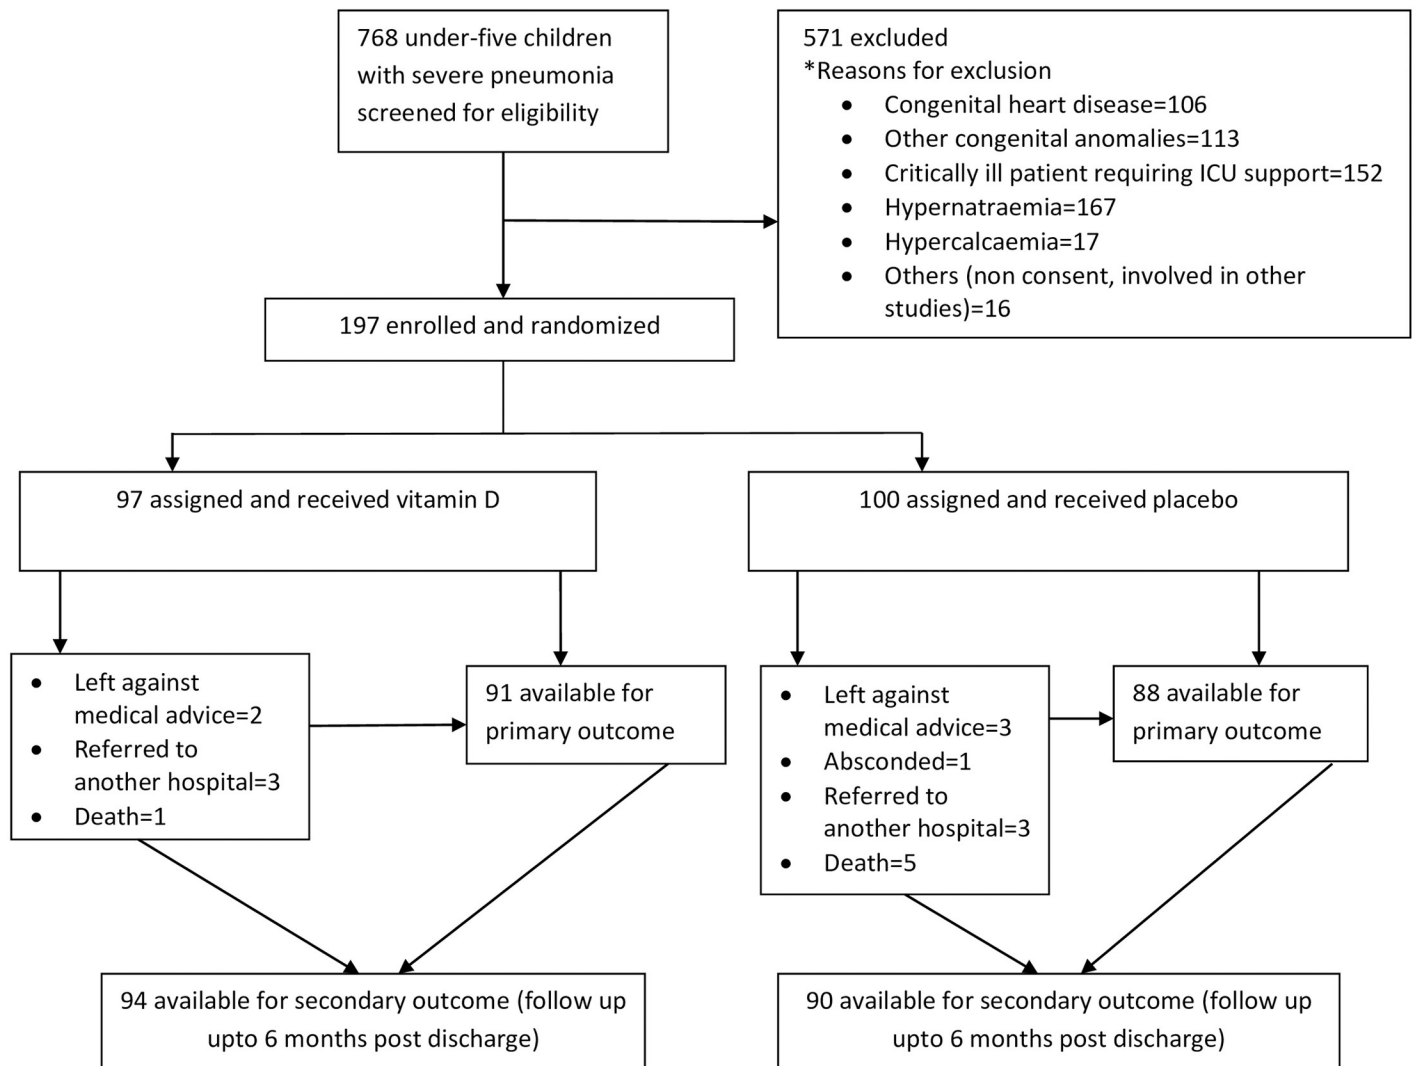 768 under-five children
with severe pneumonia
screened for eligibility
571 excluded
*Reasons for exclusion
• Congenital heart disease=106
• Other congenital anomalies=113
• Critically ill patient requiring ICU support=152
• Hypernatraemia=167
• Hypercalcaemia=17
• Others (non consent, involved in other
studies)=16
197 enrolled and randomized
97 assigned and received vitamin D
100 assigned and received placebo
• Left against
medical advice=2
• Referred to
another hospital=3
• Death=1
91 available for
primary outcome
• Left against
medical advice=3
• Absconded=1
• Referred to
another hospital=3
• Death=5
88 available for
primary outcome
94 available for secondary outcome (follow up
upto 6 months post discharge)
90 available for secondary outcome (follow up
upto 6 months post discharge)